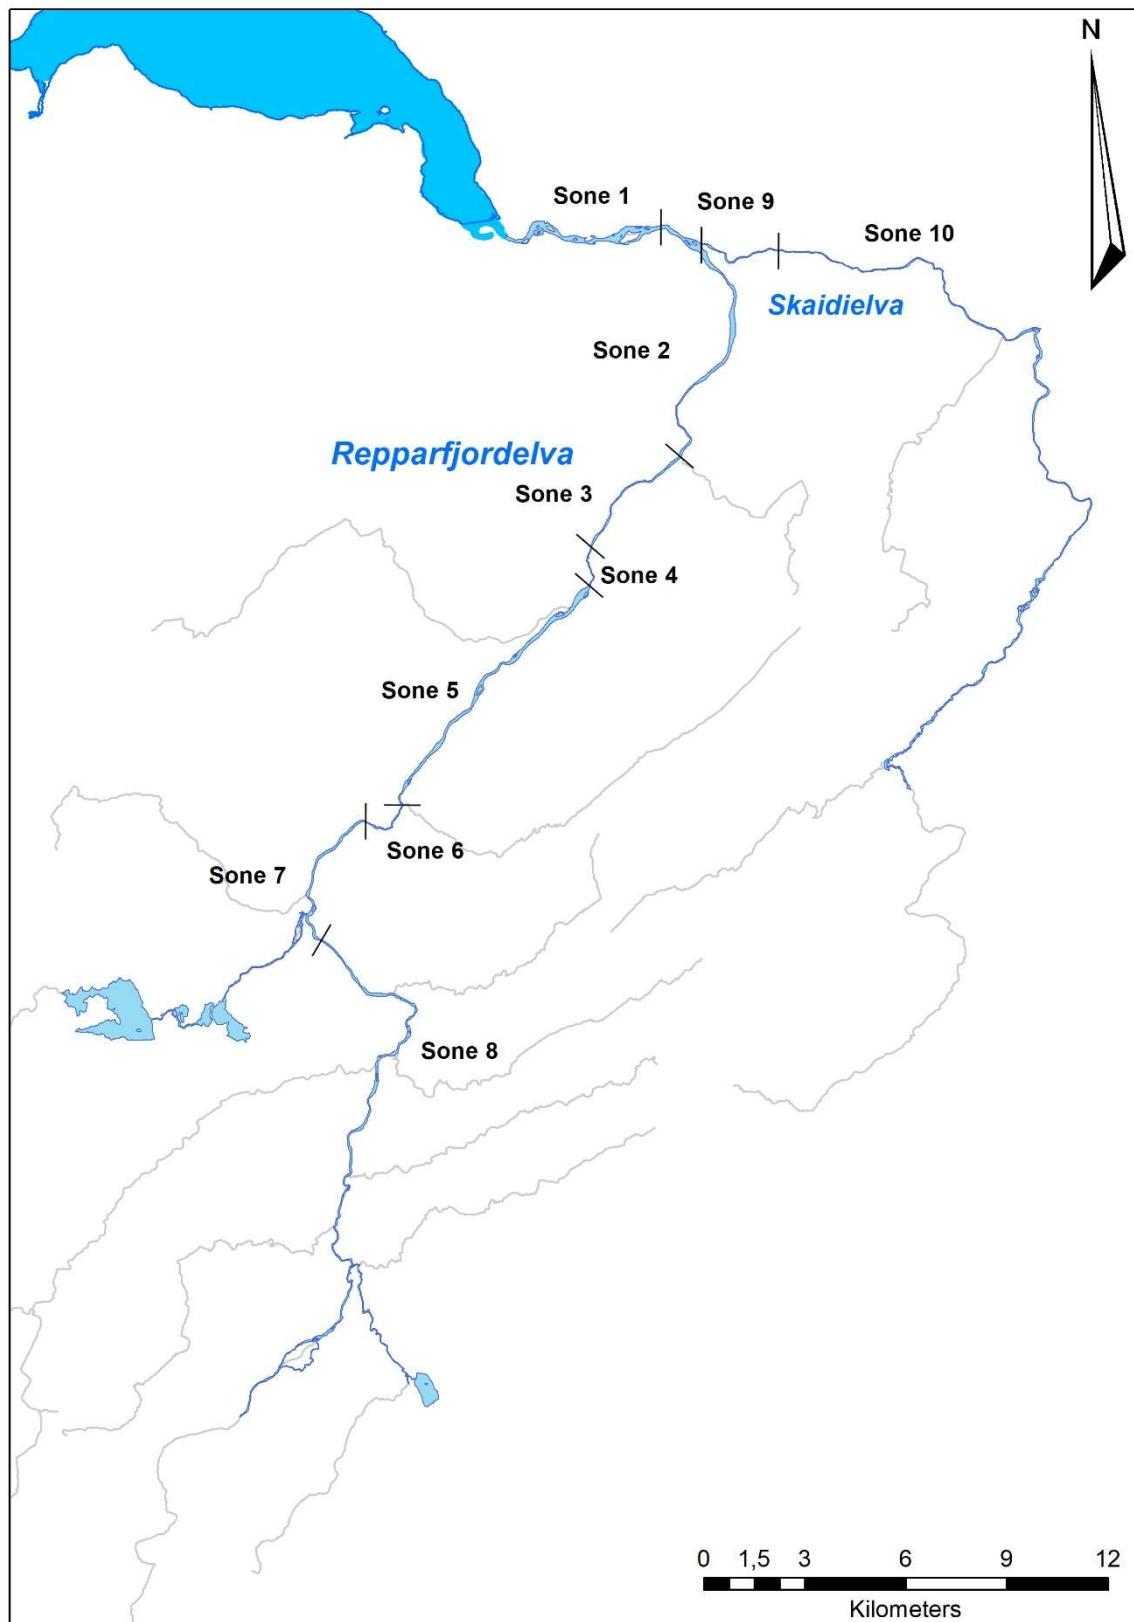 N
Sone 1
Sone 9
Sone 10
Skaidielva
Sone 2
Repparfjordelva
Sone 3
Sone 4
Sone 5
Sone 6
Sone 7
Sone 8
0 1,5 3 6 9 12
Kilometers